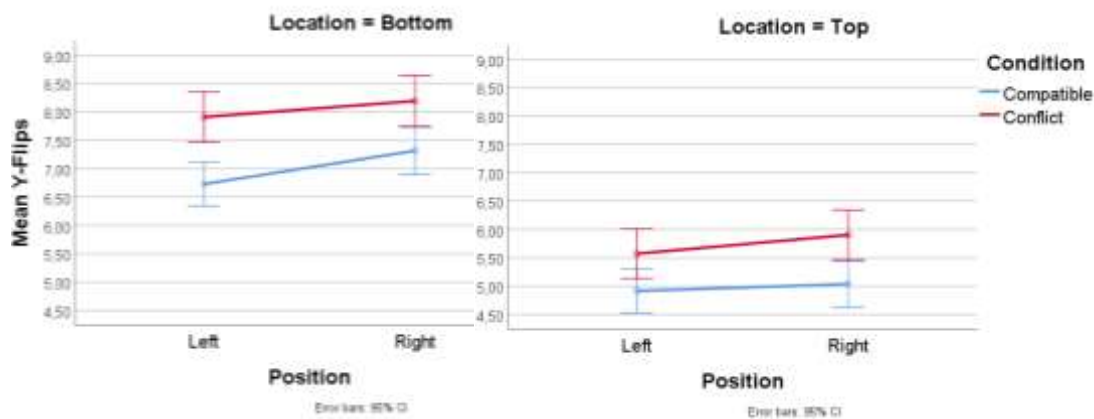 Location = Bottom
Mean Y-Flips
9,00
8,50
8,00
7,50
7,00
6,50
6,00
5,50
5,00
4,50
Left
Right
Position
Error bars: 95% CI
Location = Top
9,00
8,50
8,00
7,50
7,00
6,50
6,00
5,50
5,00
4,50
Left
Right
Position
Error bars: 95% CI
Condition
Compatible
Conflict